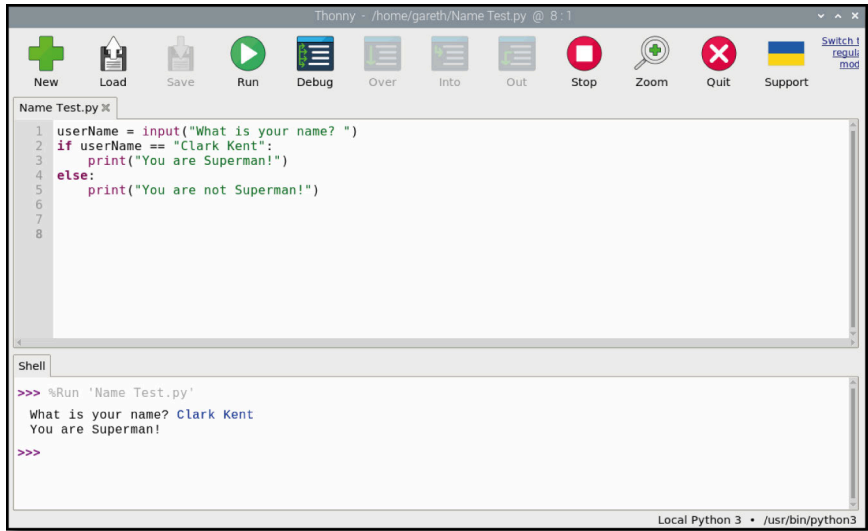 Thonny - /home/gareth/Name Test.py @ 8:1
New Load Save Run Debug Over Into Out Stop Zoom Quit Support
Switch t
regula
mod
Name Test.py
1 userName = input("What is your name? ")
2 if userName == "Clark Kent":
3     print("You are Superman!")
4 else:
5     print("You are not Superman!")
6
7
8
Shell
>>> %Run 'Name Test.py'
What is your name? Clark Kent
You are Superman!
>>>
Local Python 3 • /usr/bin/python3